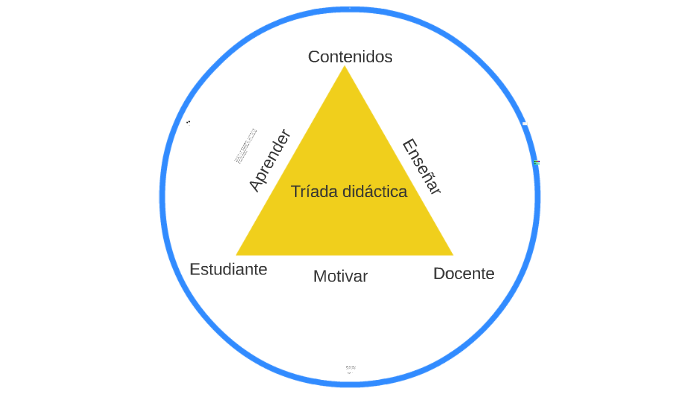 Contenidos
Aprender
Enseñar
Tríada didáctica
Estudiante
Motivar
Docente